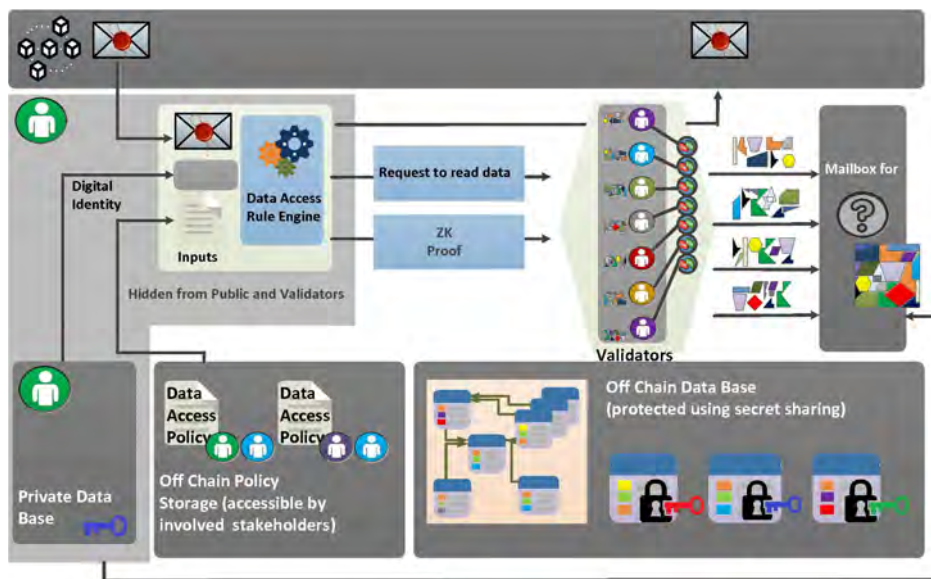 Digital
Identity
Inputs
Data Access
Rule Engine
Hidden from Public and Validators
Request to read data
ZK
Proof
Validators
Mailbox for
Private Data
Base
Data
Access
Policy
Data
Access
Policy
Off Chain Policy
Storage (accessible by
involved stakeholders)
Off Chain Data Base
(protected using secret sharing)